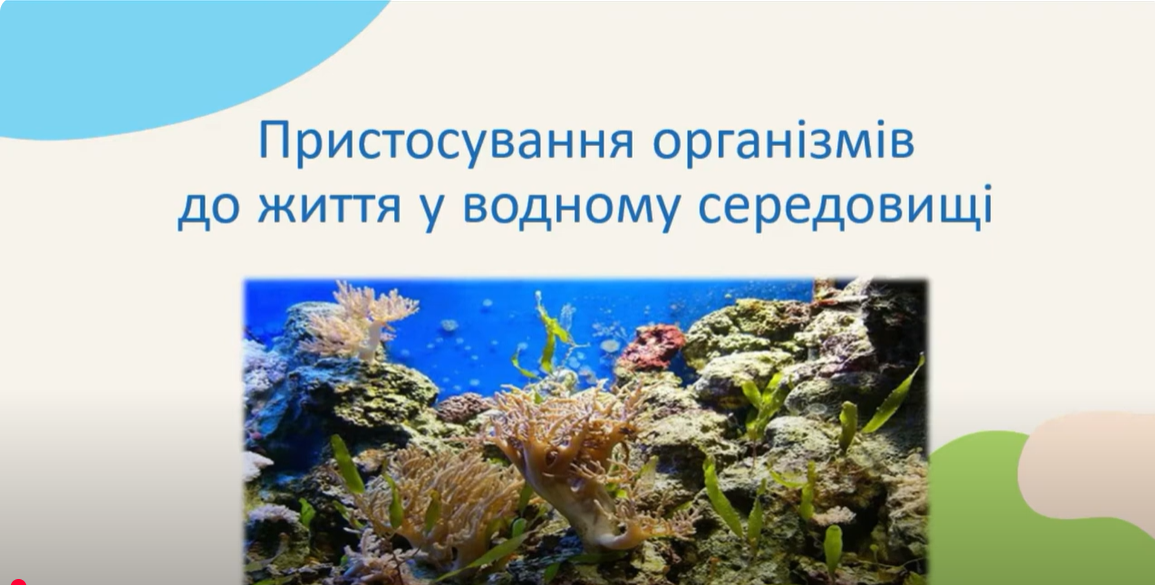 Пристосування організмів
до життя у водному середовищі